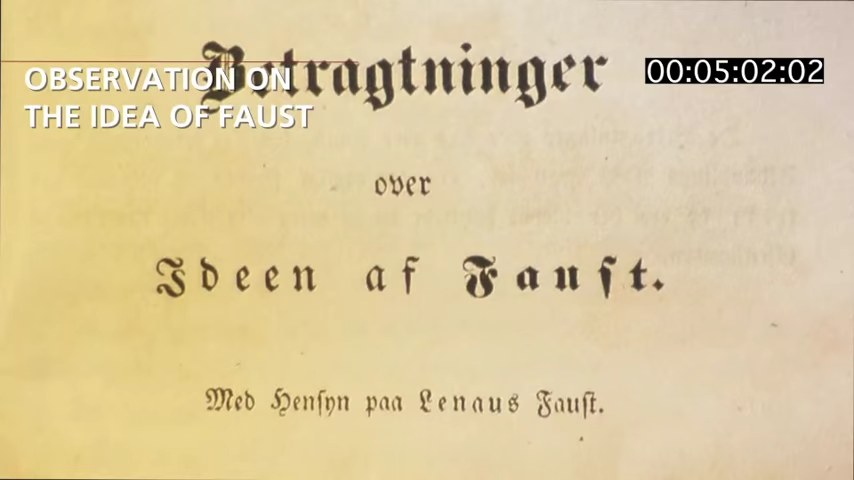 Betragtninger
OBSERVATION ON
THE IDEA OF FAUST
00:05:02:02
over
Ideen af Faust.
Med Hensyn paa Lenaus Faust.